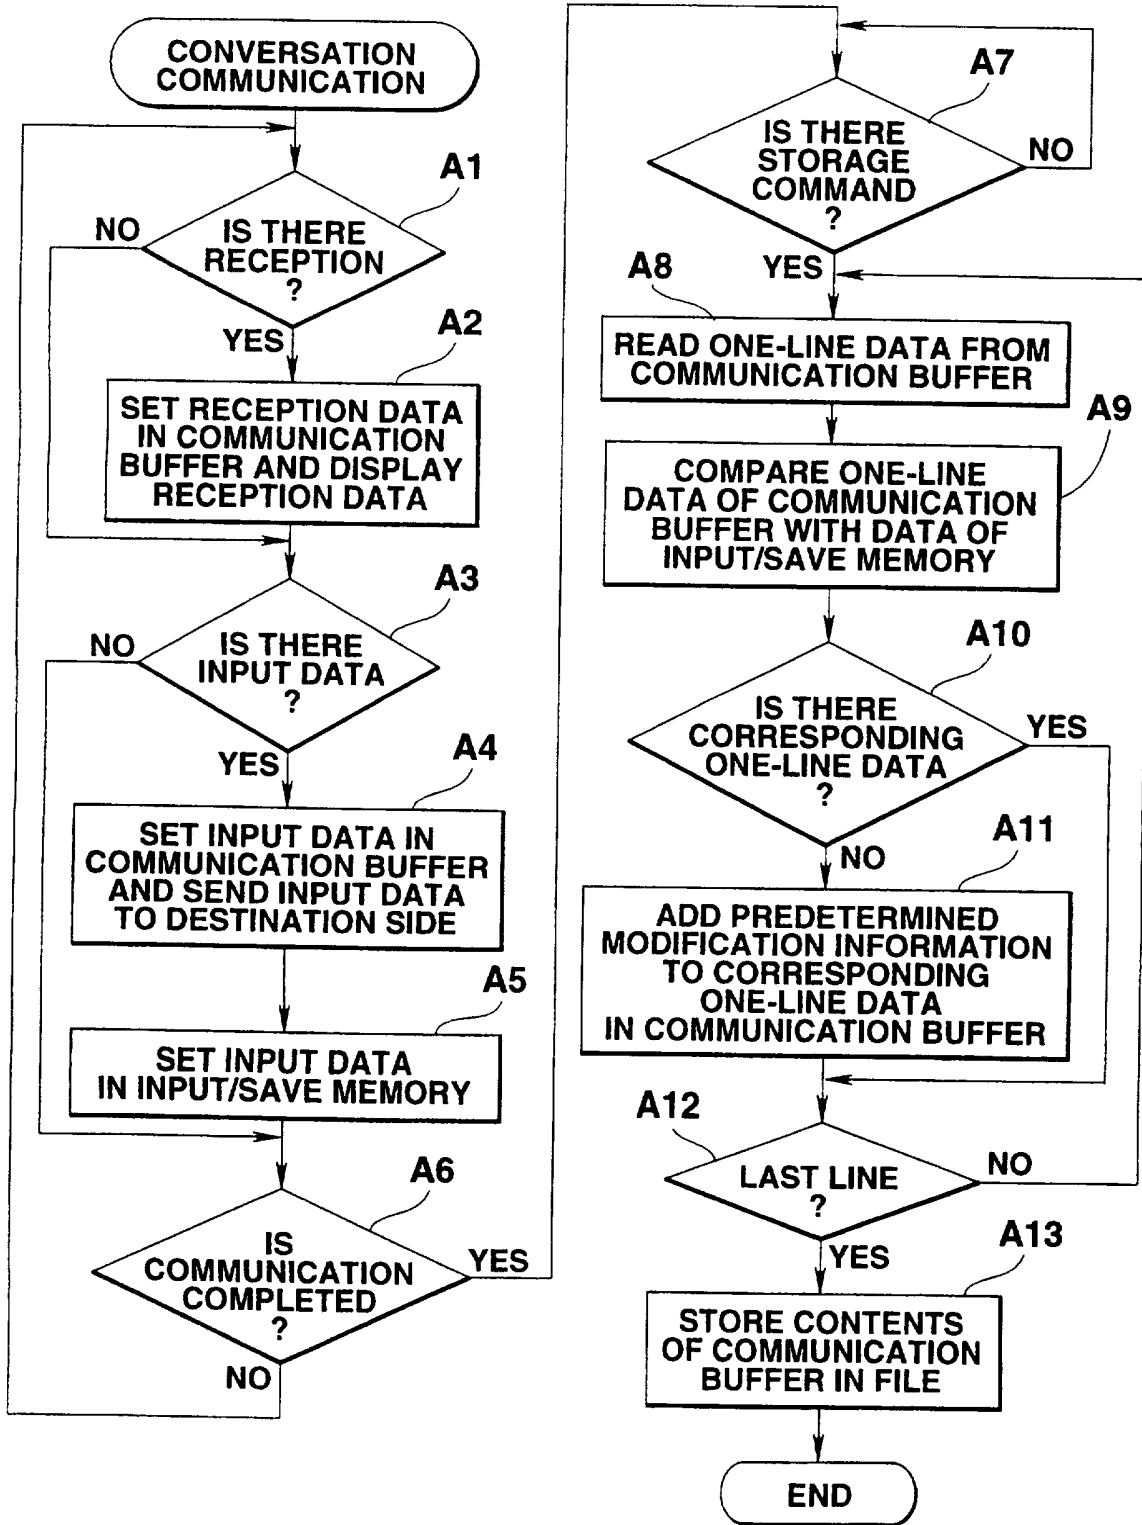 CONVERSATION
COMMUNICATION
A1
IS THERE
RECEPTION
?
NO
YES
A2
SET RECEPTION DATA
IN COMMUNICATION
BUFFER AND DISPLAY
RECEPTION DATA
A3
IS THERE
INPUT DATA
?
NO
YES
A4
SET INPUT DATA IN
COMMUNICATION BUFFER
AND SEND INPUT DATA
TO DESTINATION SIDE
A5
SET INPUT DATA
IN INPUT/SAVE MEMORY
A6
IS
COMMUNICATION
COMPLETED
?
YES
NO
A7
IS THERE
STORAGE
COMMAND
?
NO
YES
A8
READ ONE-LINE DATA FROM
COMMUNICATION BUFFER
A9
COMPARE ONE-LINE
DATA OF COMMUNICATION
BUFFER WITH DATA OF
INPUT/SAVE MEMORY
A10
IS THERE
CORRESPONDING
ONE-LINE DATA
?
YES
NO
A11
ADD PREDETERMINED
MODIFICATION INFORMATION
TO CORRESPONDING
ONE-LINE DATA
IN COMMUNICATION BUFFER
A12
LAST LINE
?
NO
YES
A13
STORE CONTENTS
OF COMMUNICATION
BUFFER IN FILE
END